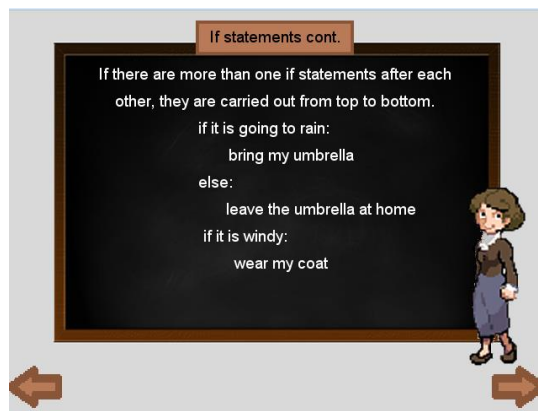 If statements cont.
If there are more than one if statements after each
other, they are carried out from top to bottom.
if it is going to rain:
bring my umbrella
else:
leave the umbrella at home
if it is windy:
wear my coat